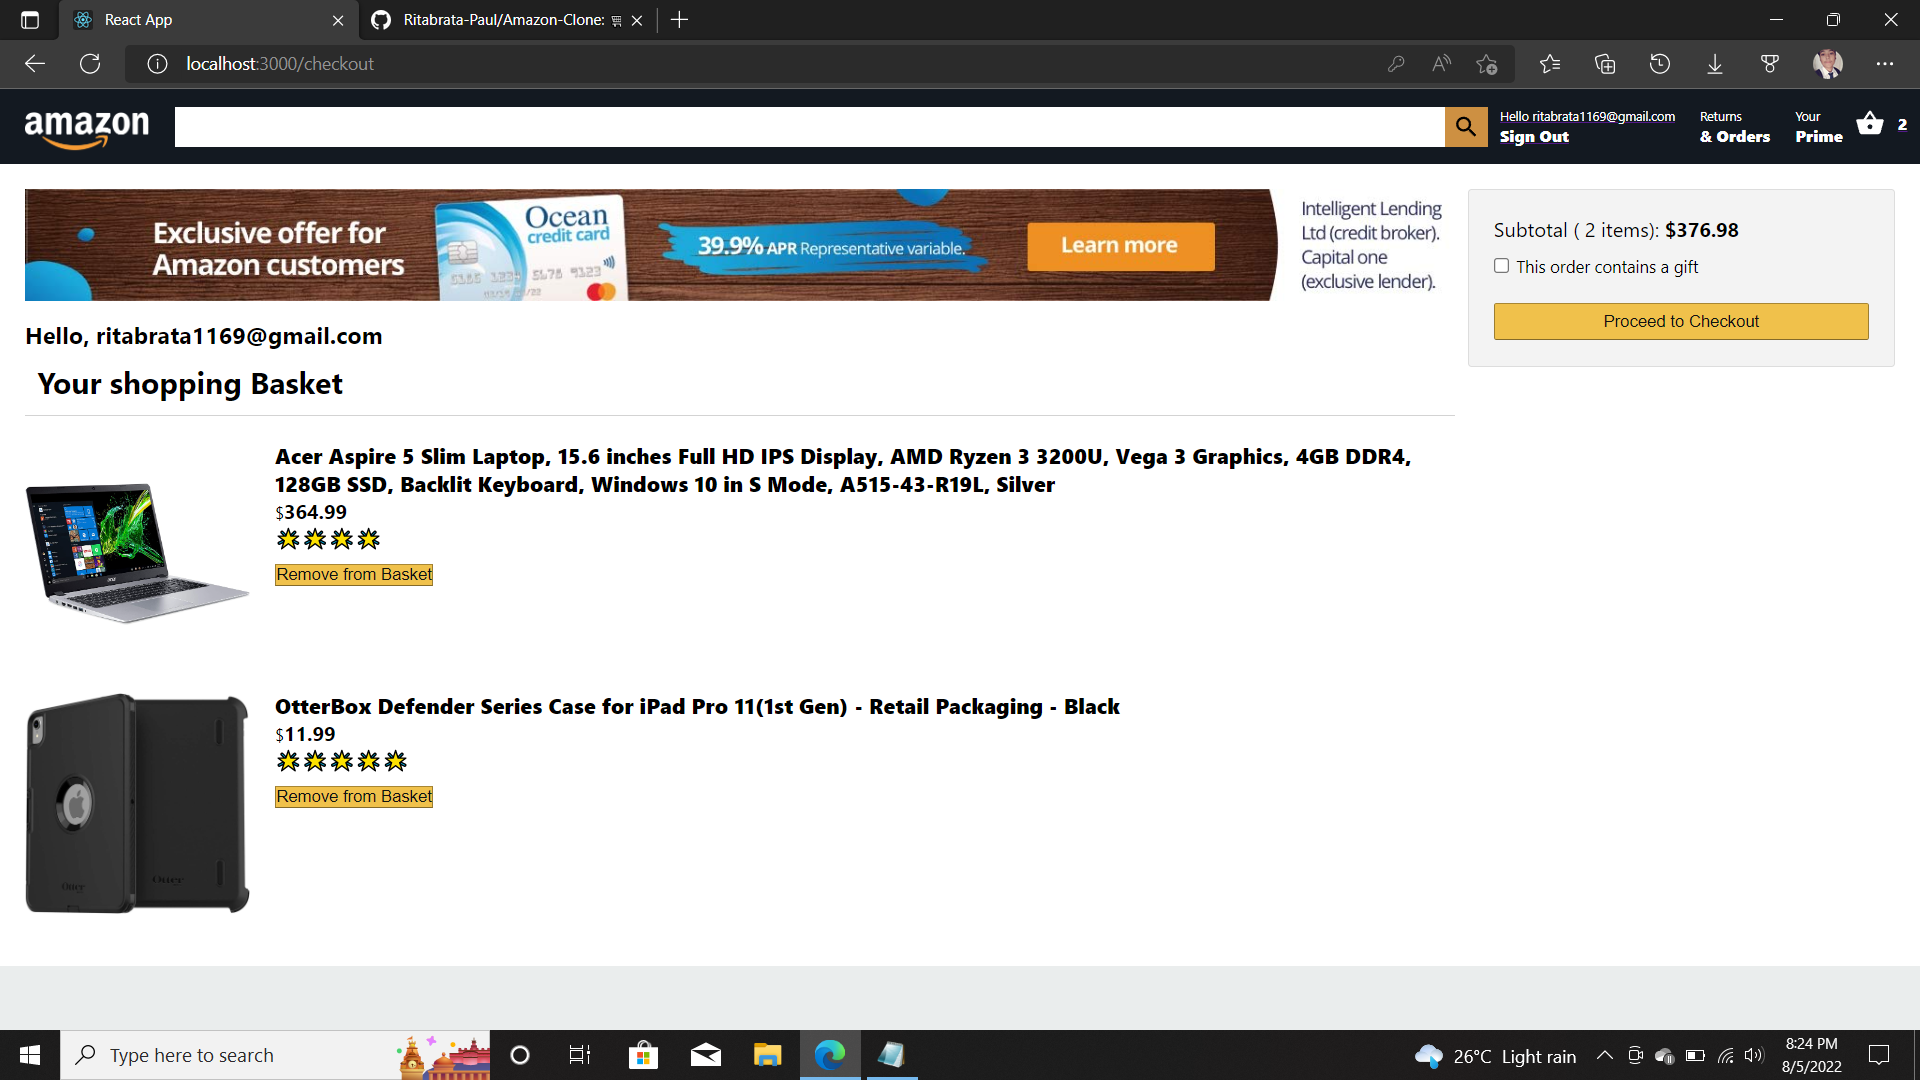 React App
Ritabrata-Paul/Amazon-Clone:
localhost:3000/checkout
amazon
Hello ritabrata1169@gmail.com
Sign Out
Returns
& Orders
Your
Prime
2
Exclusive offer for
Amazon customers
Ocean
credit card
39.9% APR Representative variable.
Learn more
Intelligent Lending
Ltd (credit broker).
Capital one
(exclusive lender).
Subtotal ( 2 items): $376.98
This order contains a gift
Proceed to Checkout
Hello, ritabrata1169@gmail.com
Your shopping Basket
Acer Aspire 5 Slim Laptop, 15.6 inches Full HD IPS Display, AMD Ryzen 3 3200U, Vega 3 Graphics, 4GB DDR4,
128GB SSD, Backlit Keyboard, Windows 10 in S Mode, A515-43-R19L, Silver
$364.99
Remove from Basket
OtterBox Defender Series Case for iPad Pro 11(1st Gen) - Retail Packaging - Black
$11.99
Remove from Basket
Type here to search
26°C Light rain
8:24 PM
8/5/2022